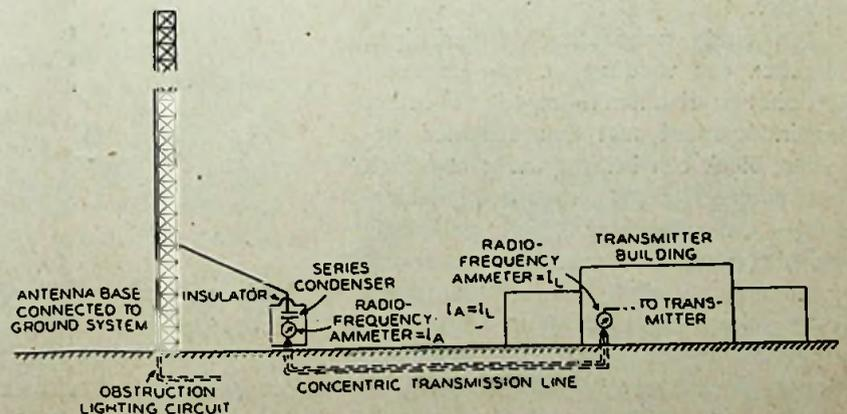 ANTENNA BASE
CONNECTED TO
GROUND SYSTEM
INSULATOR
SERIES
CONDENSER
RADIO-
FREQUENCY
AMMETER=I_A
I_A=I_L
RADIO-
FREQUENCY
AMMETER=I_L
TRANSMITTER
BUILDING
TO TRANS-
MITTER
OBSTRUCTION
LIGHTING CIRCUIT
CONCENTRIC TRANSMISSION LINE